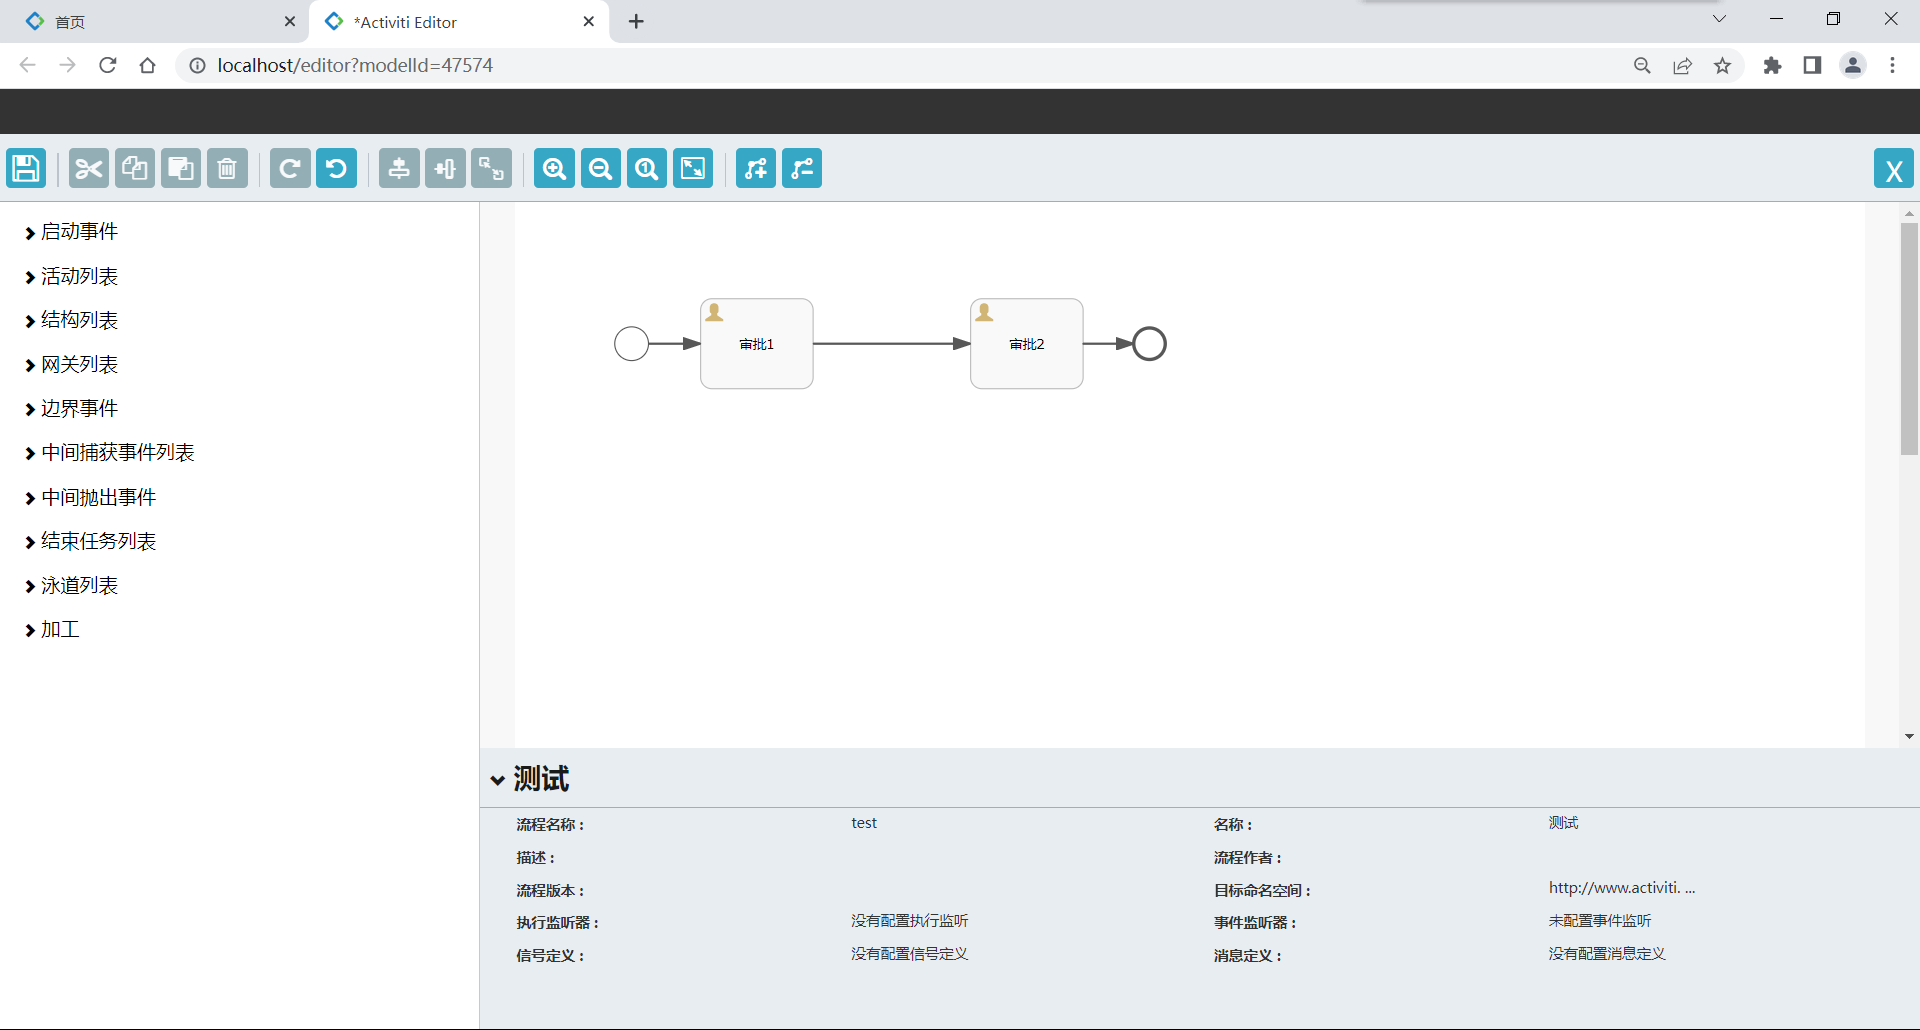 首页
*Activiti Editor
localhost/editor?modelId=47574
X
启动事件
活动列表
结构列表
网关列表
边界事件
中间捕获事件列表
中间抛出事件
结束任务列表
泳道列表
加工
审批1
审批2
测试
流程名称： test 名称： 测试
描述： 流程作者：
流程版本： 目标命名空间： http://www.activiti. ...
执行监听器： 没有配置执行监听 事件监听器： 未配置事件监听
信号定义： 没有配置信号定义 消息定义： 没有配置消息定义